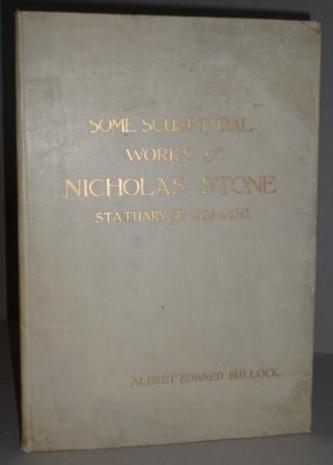 SOME SCULPTURAL
WORKS of
NICHOLAS STONE
STATUARY
ALBERT EDWARD BULLOCK.